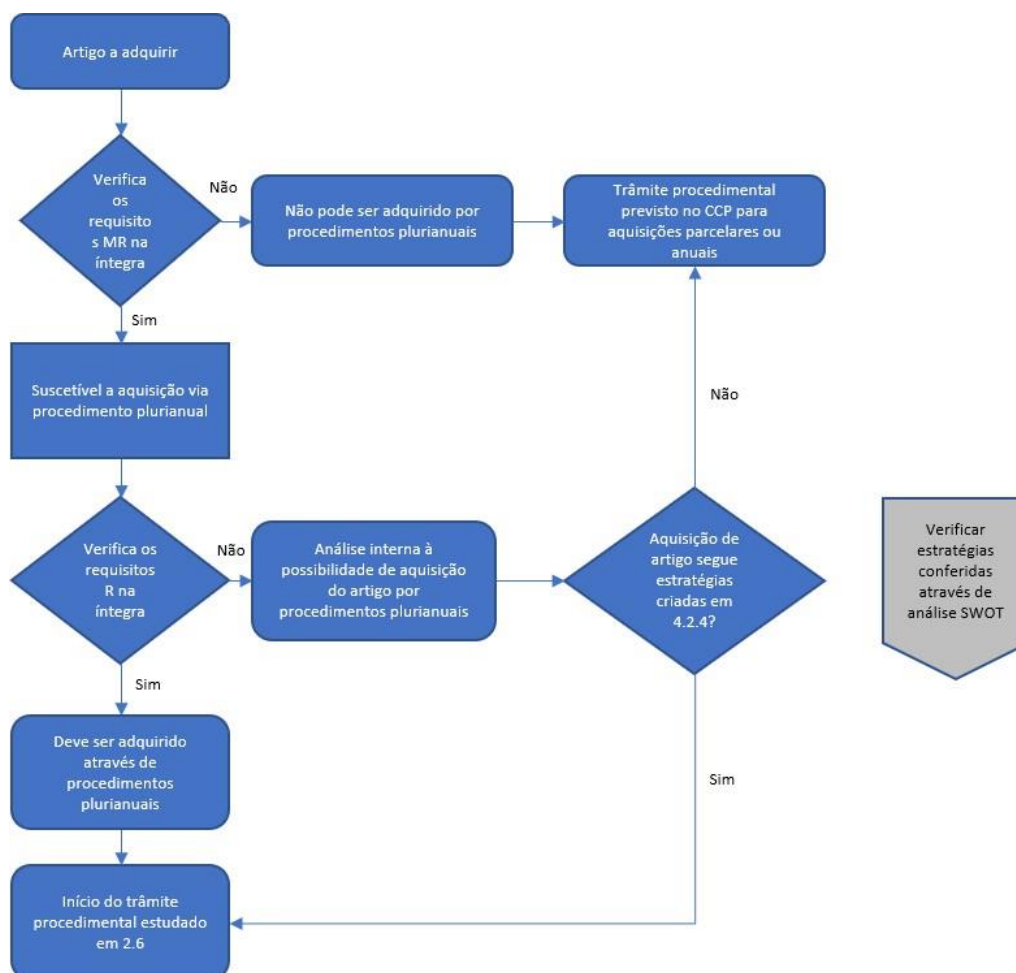 Artigo a adquirir
Verifica
os
requisito
s MR na
íntegra
Não
Não pode ser adquirido por
procedimentos plurianuais
Trâmite procedimental
previsto no CCP para
aquisições parcelares ou
anuais
Sim
Suscetível a aquisição via
procedimento plurianual
Não
Verifica os
requisitos
R na
íntegra
Não
Análise interna à
possibilidade de aquisição
do artigo por
procedimentos plurianuais
Aquisição de
artigo segue
estratégias
criadas em
4.2.4?
Verificar
estratégias
conferidas
através de
análise SWOT
Sim
Deve ser adquirido
através de
procedimentos
plurianuais
Sim
Início do trâmite
procedimental estudado
em 2.6